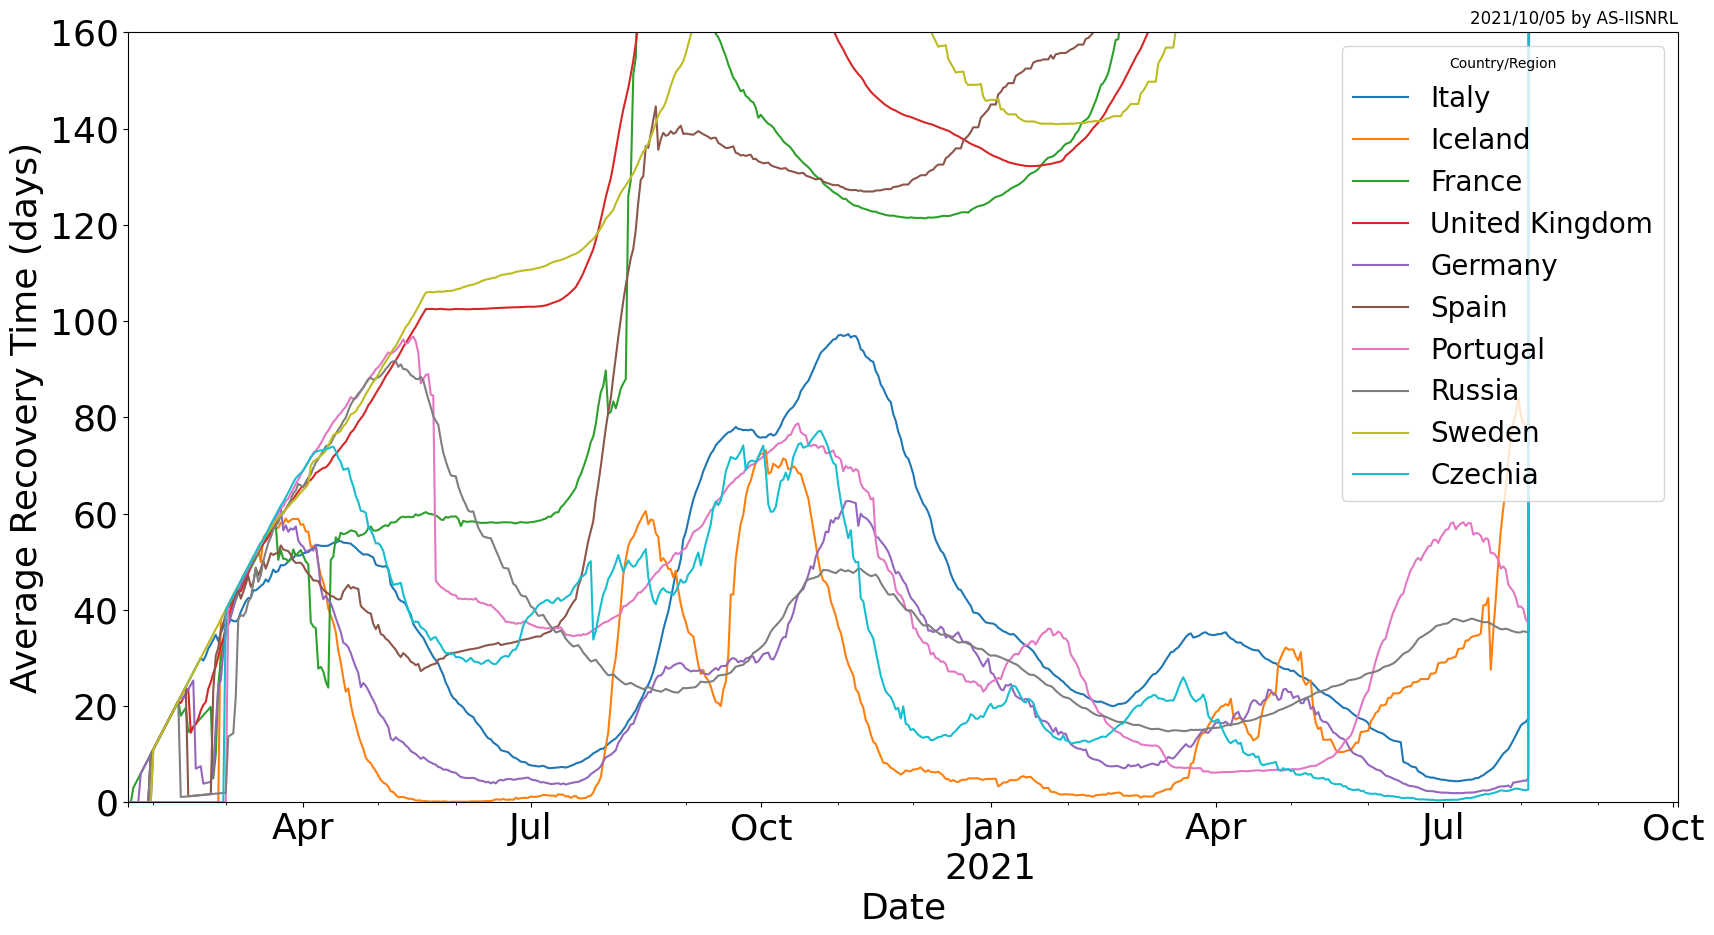 2021/10/05 by AS-IISNRL
Average Recovery Time (days)
160
140
120
100
80
60
40
20
0
Country/Region
Italy
Iceland
France
United Kingdom
Germany
Spain
Portugal
Russia
Sweden
Czechia
Apr Jul Oct Jan Apr Jul Oct
2021
Date